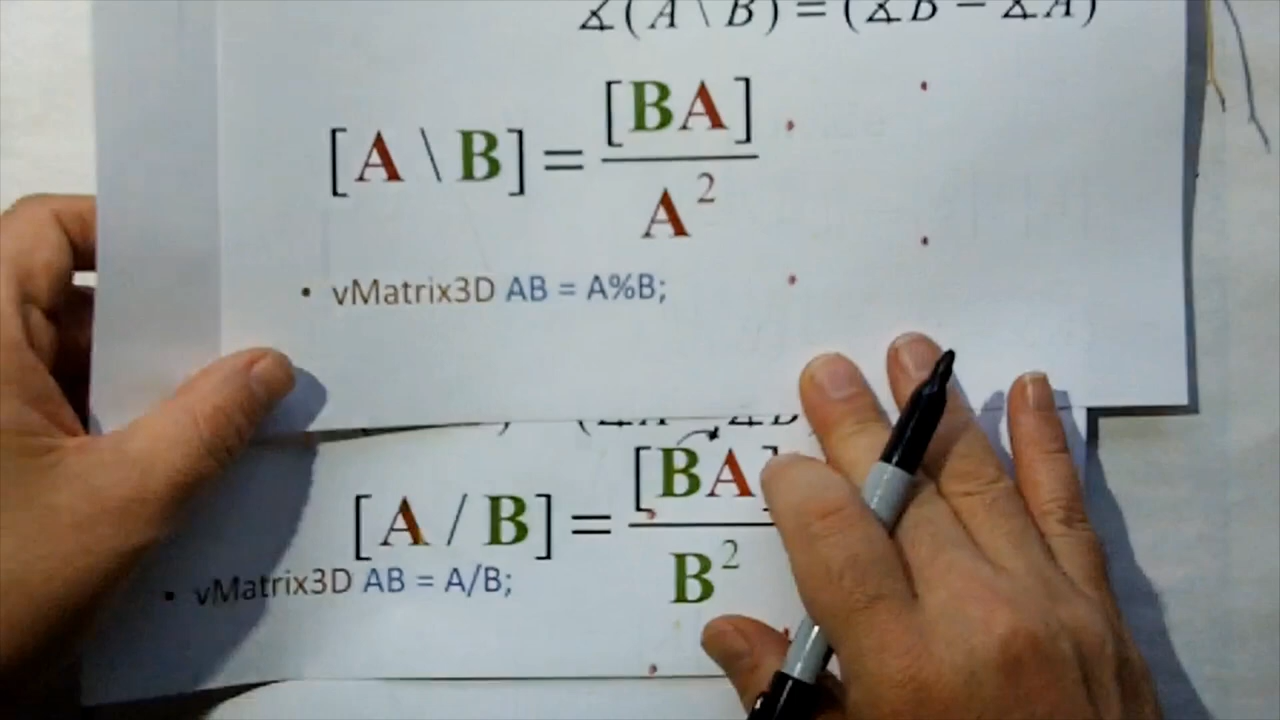 ∡(A \ B) = (∡B − ∡A)
[A \ B] = [BA] / A²
• vMatrix3D AB = A%B;
[A / B] = [BA] / B²
• vMatrix3D AB = A/B;